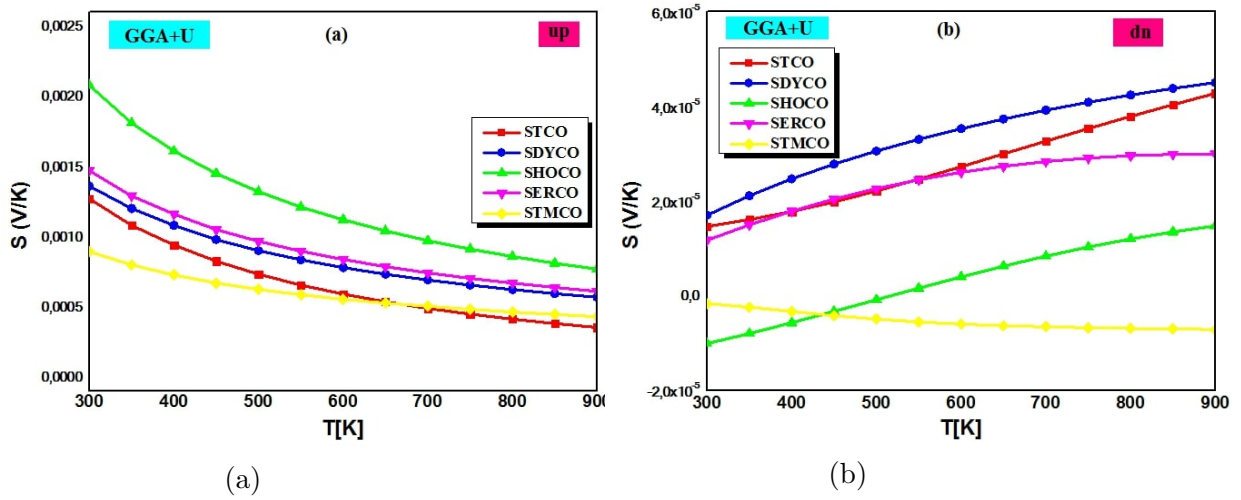 GGA+U (a) up
0,0025
0,0020
0,0015
0,0010
0,0005
0,0000
S (V/K)
STCO
SDYCO
SHOCO
SERCO
STMCO
300 400 500 600 700 800 900
T[K]
(a)
GGA+U (b) dn
6,0x10⁻⁵
4,0x10⁻⁵
2,0x10⁻⁵
0,0
-2,0x10⁻⁵
S (V/K)
STCO
SDYCO
SHOCO
SERCO
STMCO
300 400 500 600 700 800 900
T[K]
(b)